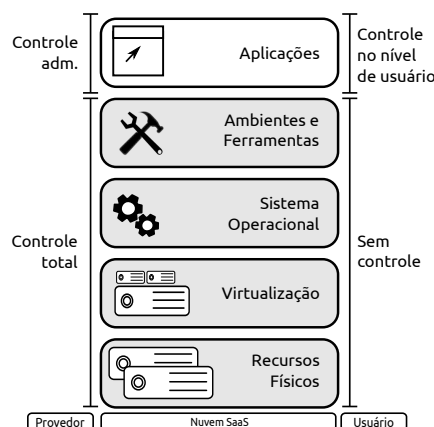 Controle
adm.
Aplicações
Controle
no nível
de usuário
Ambientes e
Ferramentas
Sistema
Operacional
Controle
total
Sem
controle
Virtualização
Recursos
Físicos
Provedor
Nuvem SaaS
Usuário